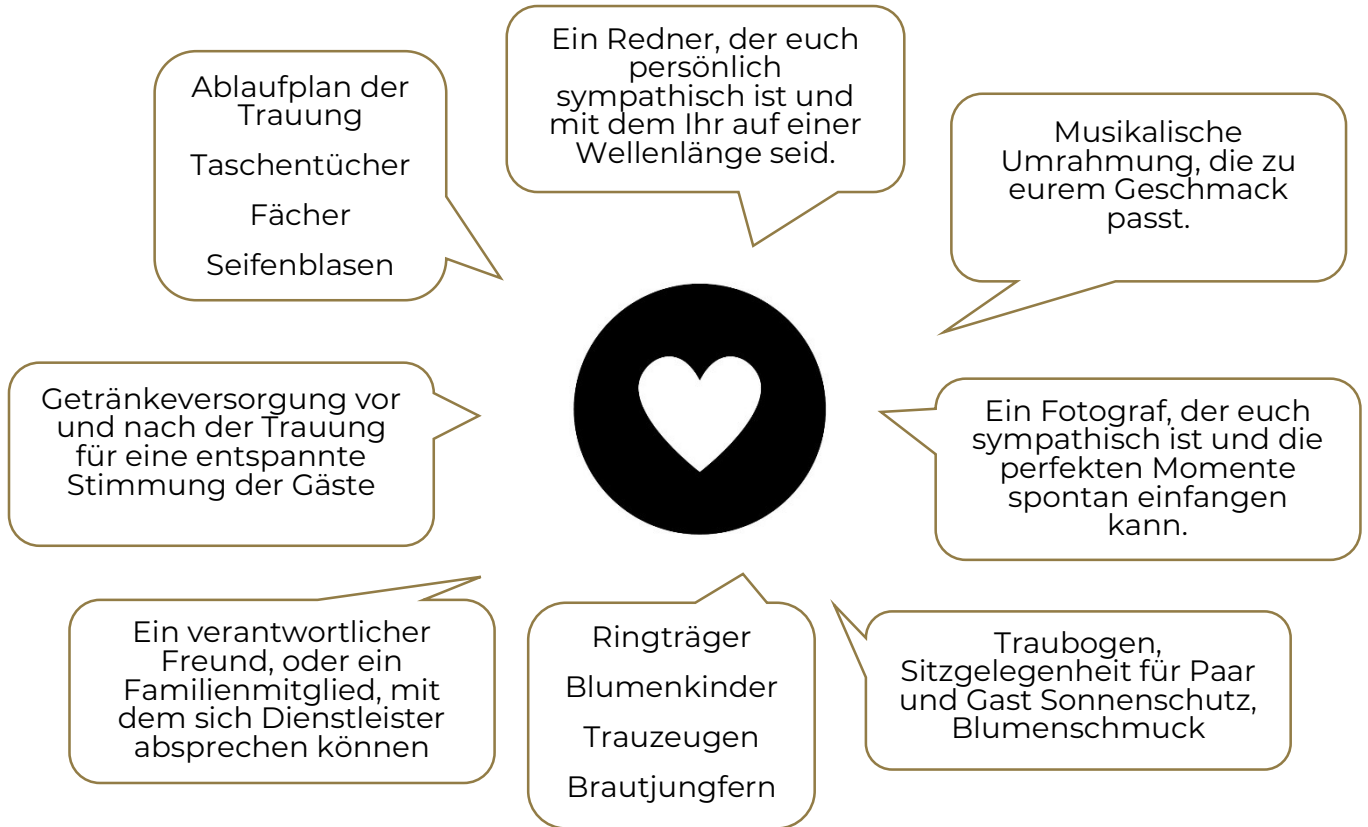 Ablaufplan der
Trauung
Taschentücher
Fächer
Seifenblasen
Ein Redner, der euch
persönlich
sympathisch ist und
mit dem Ihr auf einer
Wellenlänge seid.
Musikalische
Umrahmung, die zu
eurem Geschmack
passt.
Getränkeversorgung vor
und nach der Trauung
für eine entspannte
Stimmung der Gäste
Ein Fotograf, der euch
sympathisch ist und die
perfekten Momente
spontan einfangen
kann.
Ein verantwortlicher
Freund, oder ein
Familienmitglied, mit
dem sich Dienstleister
absprechen können
Ringträger
Blumenkinder
Trauzeugen
Brautjungfern
Traubogen,
Sitzgelegenheit für Paar
und Gast Sonnenschutz,
Blumenschmuck